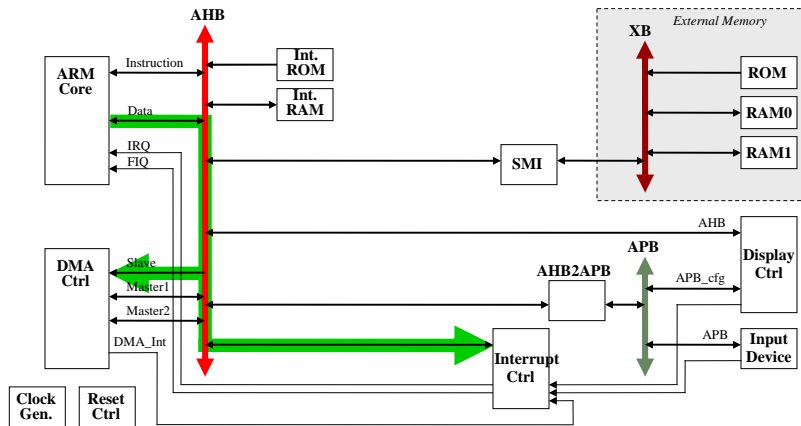 AHB
External Memory
XB
ARM
Core
Instruction
Data
IRQ
FIQ
Int.
ROM
Int.
RAM
SMI
ROM
RAM0
RAM1
DMA
Ctrl
Slave
Master1
Master2
DMA_Int
AHB
APB
AHB2APB
APB_cfg
Display
Ctrl
APB
Input
Device
Interrupt
Ctrl
Clock
Gen.
Reset
Ctrl